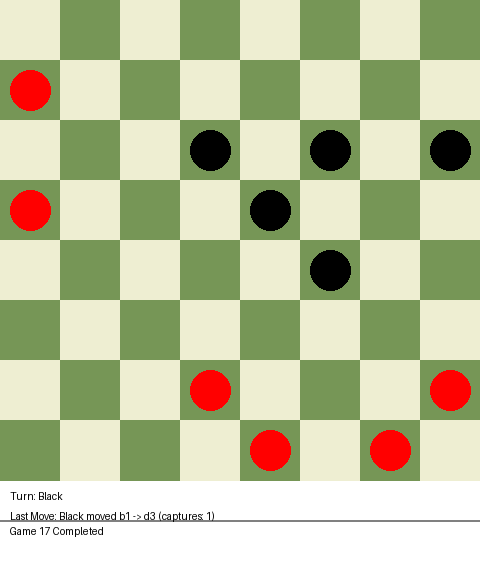 Turn: Black
Last Move: Black moved b1 -> d3 (captures: 1)
Game 17 Completed